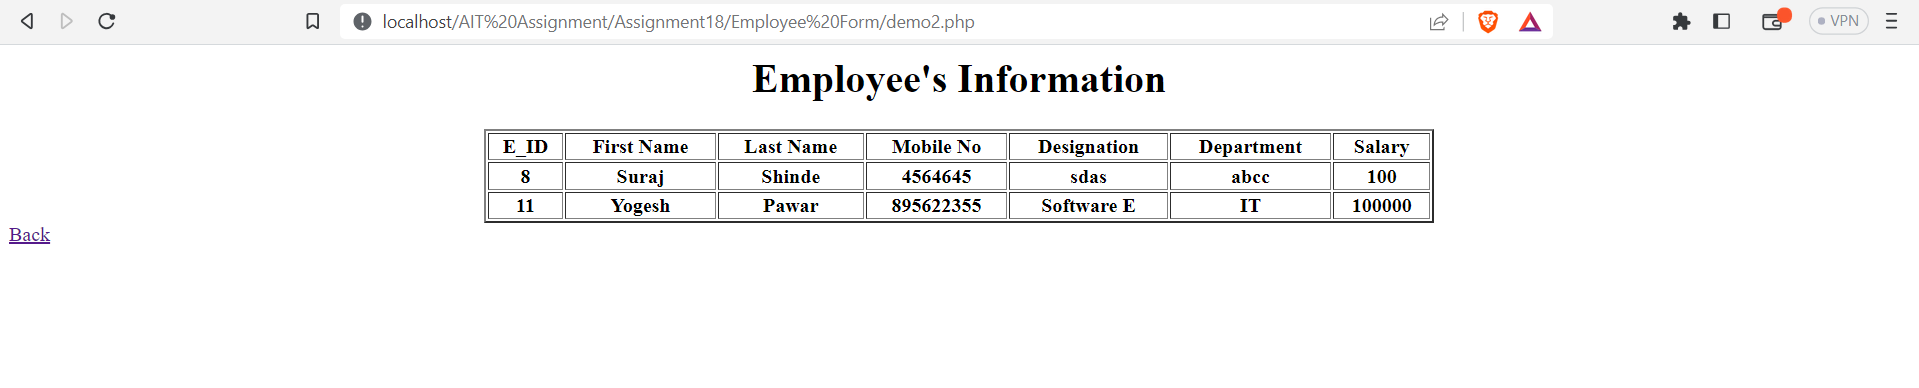 localhost/AIT%20Assignment/Assignment18/Employee%20Form/demo2.php
VPN
Employee's Information
E_ID First Name Last Name Mobile No Designation Department Salary
8 Suraj Shinde 4564645 sdas abcc 100
11 Yogesh Pawar 895622355 Software E IT 100000
Back